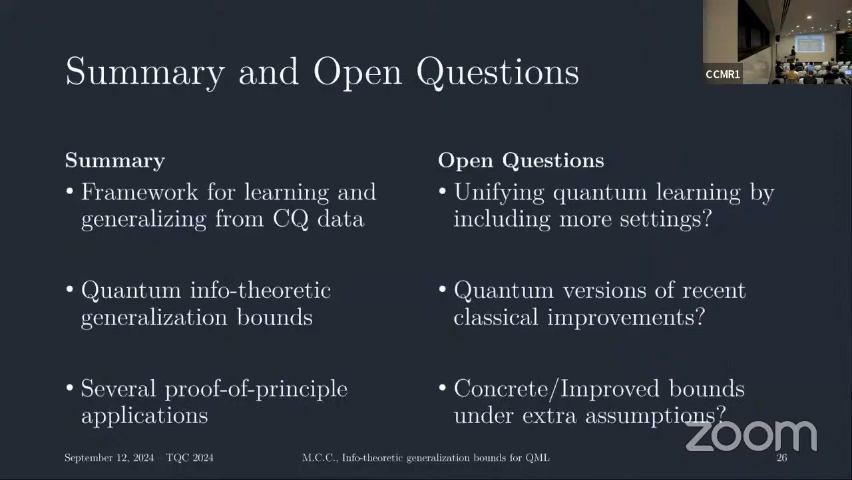 CCMR1
Summary and Open Questions
Summary
• Framework for learning and
generalizing from CQ data
• Quantum info-theoretic
generalization bounds
• Several proof-of-principle
applications
Open Questions
• Unifying quantum learning by
including more settings?
• Quantum versions of recent
classical improvements?
• Concrete/Improved bounds
under extra assumptions?
zoom
September 12, 2024 TQC 2024
M.C.C., Info-theoretic generalization bounds for QML
26